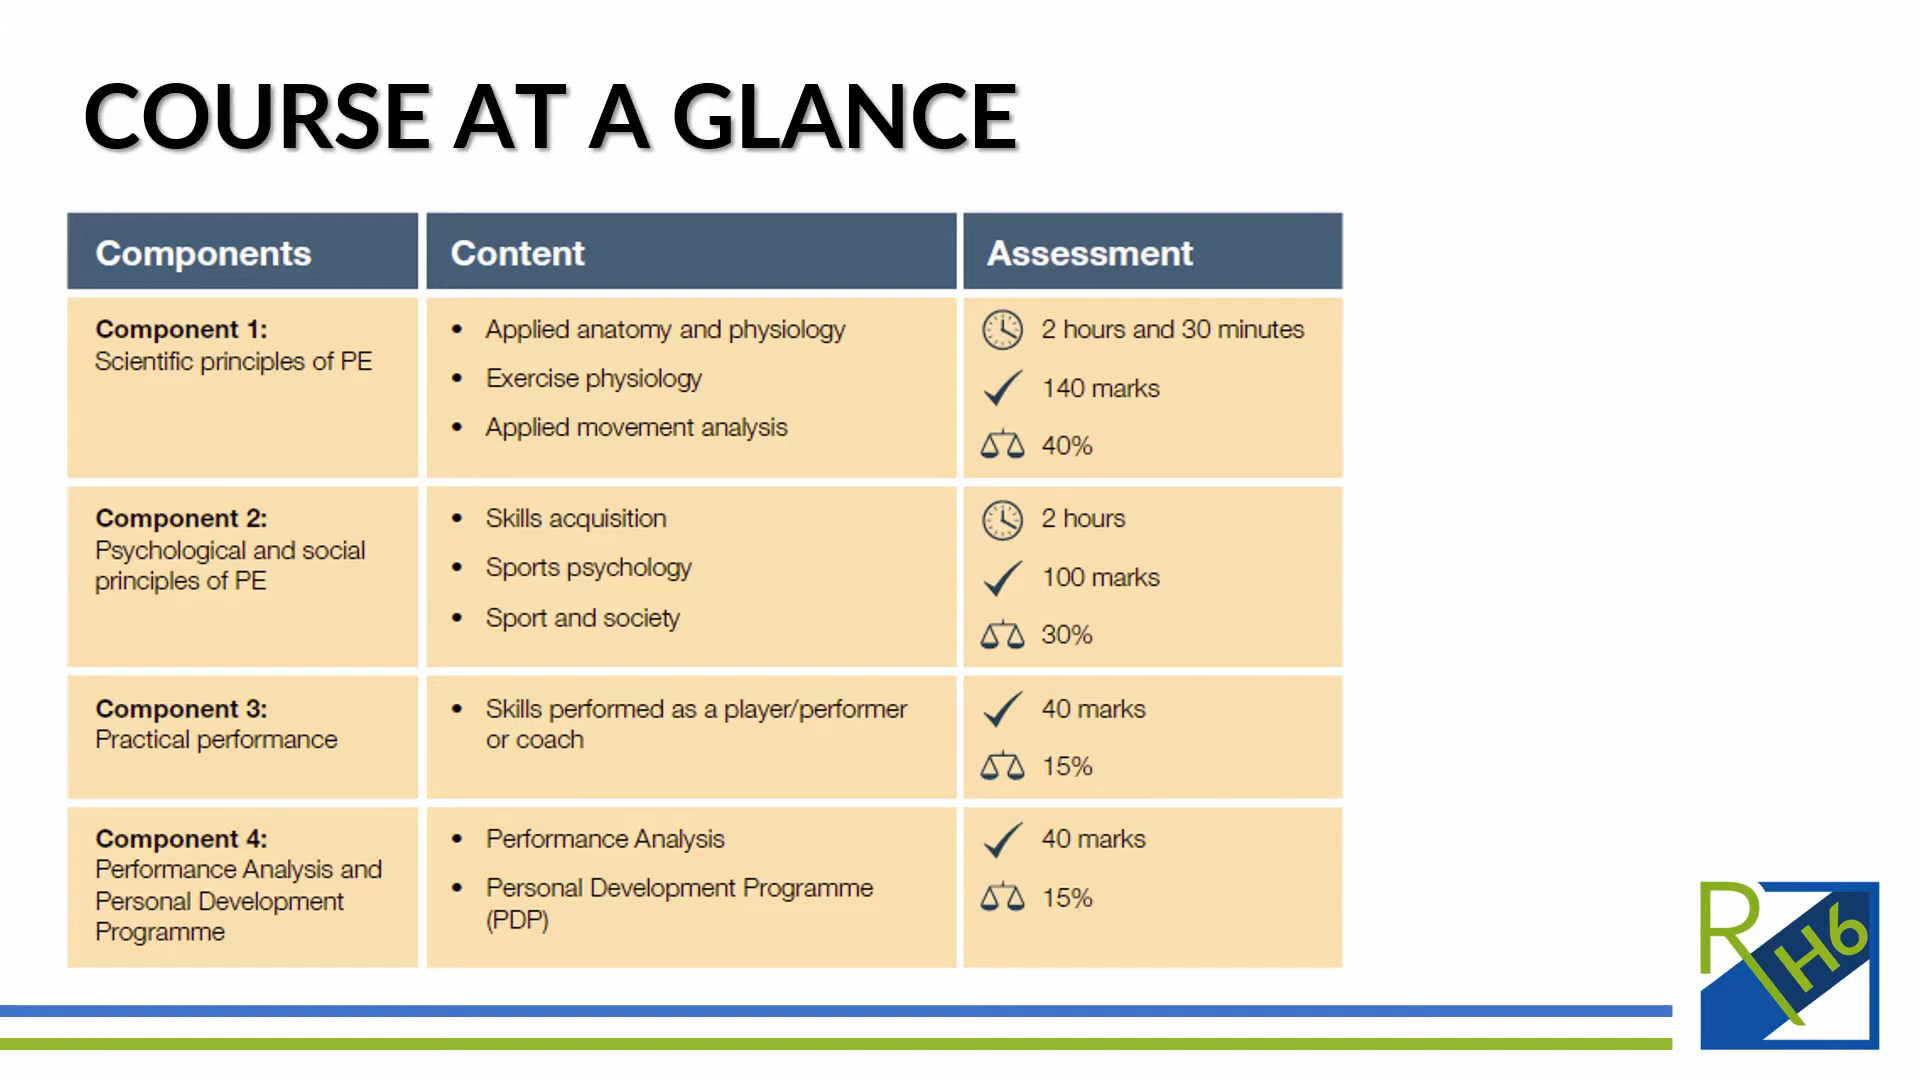 COURSE AT A GLANCE
Components
Content
Assessment
Component 1:
Scientific principles of PE
• Applied anatomy and physiology
• Exercise physiology
• Applied movement analysis
2 hours and 30 minutes
140 marks
40%
Component 2:
Psychological and social
principles of PE
• Skills acquisition
• Sports psychology
• Sport and society
2 hours
100 marks
30%
Component 3:
Practical performance
• Skills performed as a player/performer
or coach
40 marks
15%
Component 4:
Performance Analysis and
Personal Development
Programme
• Performance Analysis
• Personal Development Programme
(PDP)
40 marks
15%
RH6